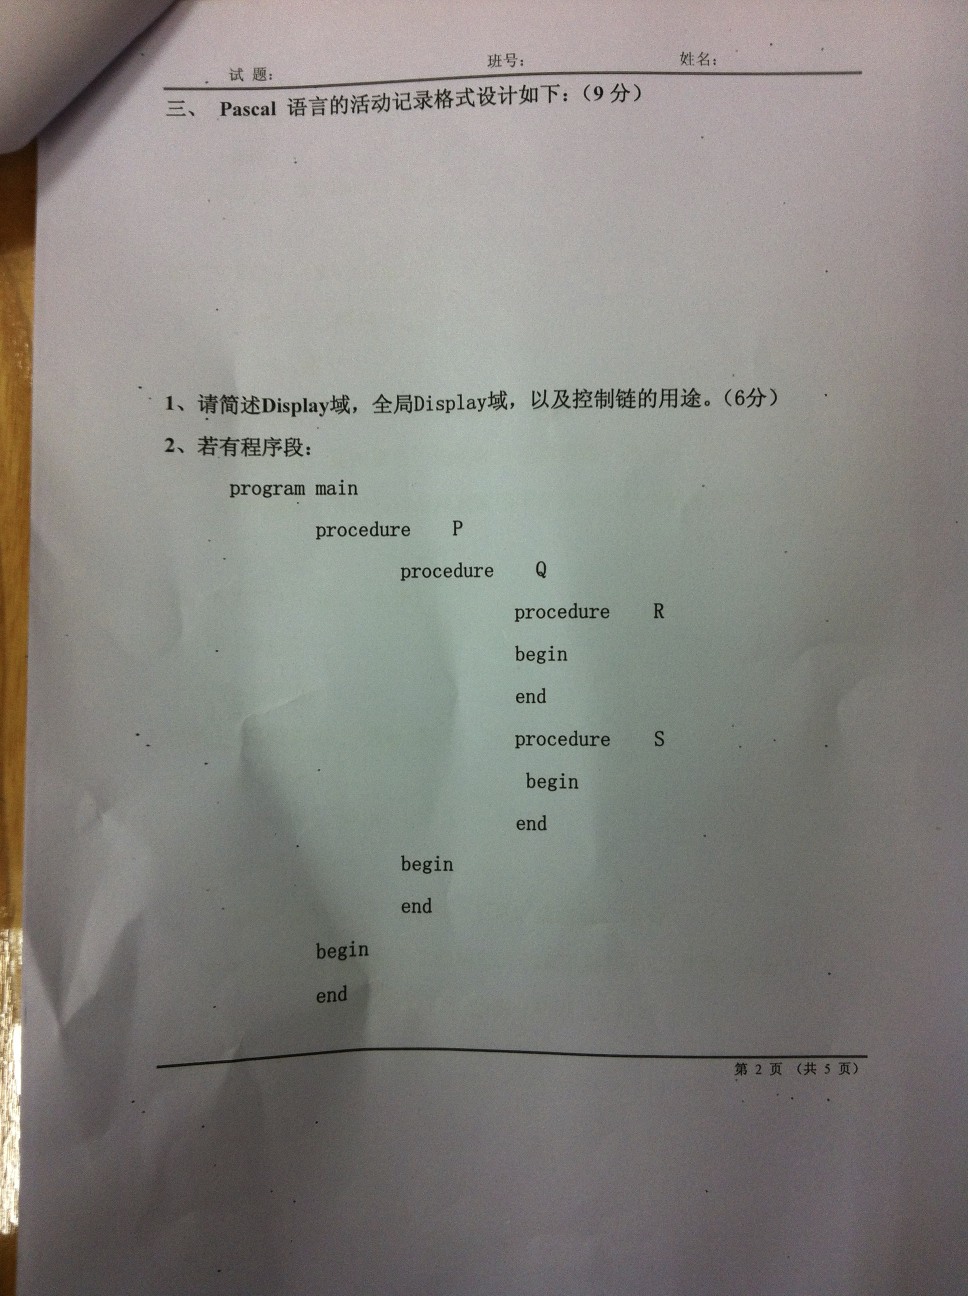 试 题： 班号： 姓名：
三、 Pascal 语言的活动记录格式设计如下：（9 分）
1、请简述Display域，全局Display域，以及控制链的用途。（6分）
2、若有程序段：
program main
procedure P
procedure Q
procedure R
begin
end
procedure S
begin
end
begin
end
begin
end
第 2 页 （共 5 页）